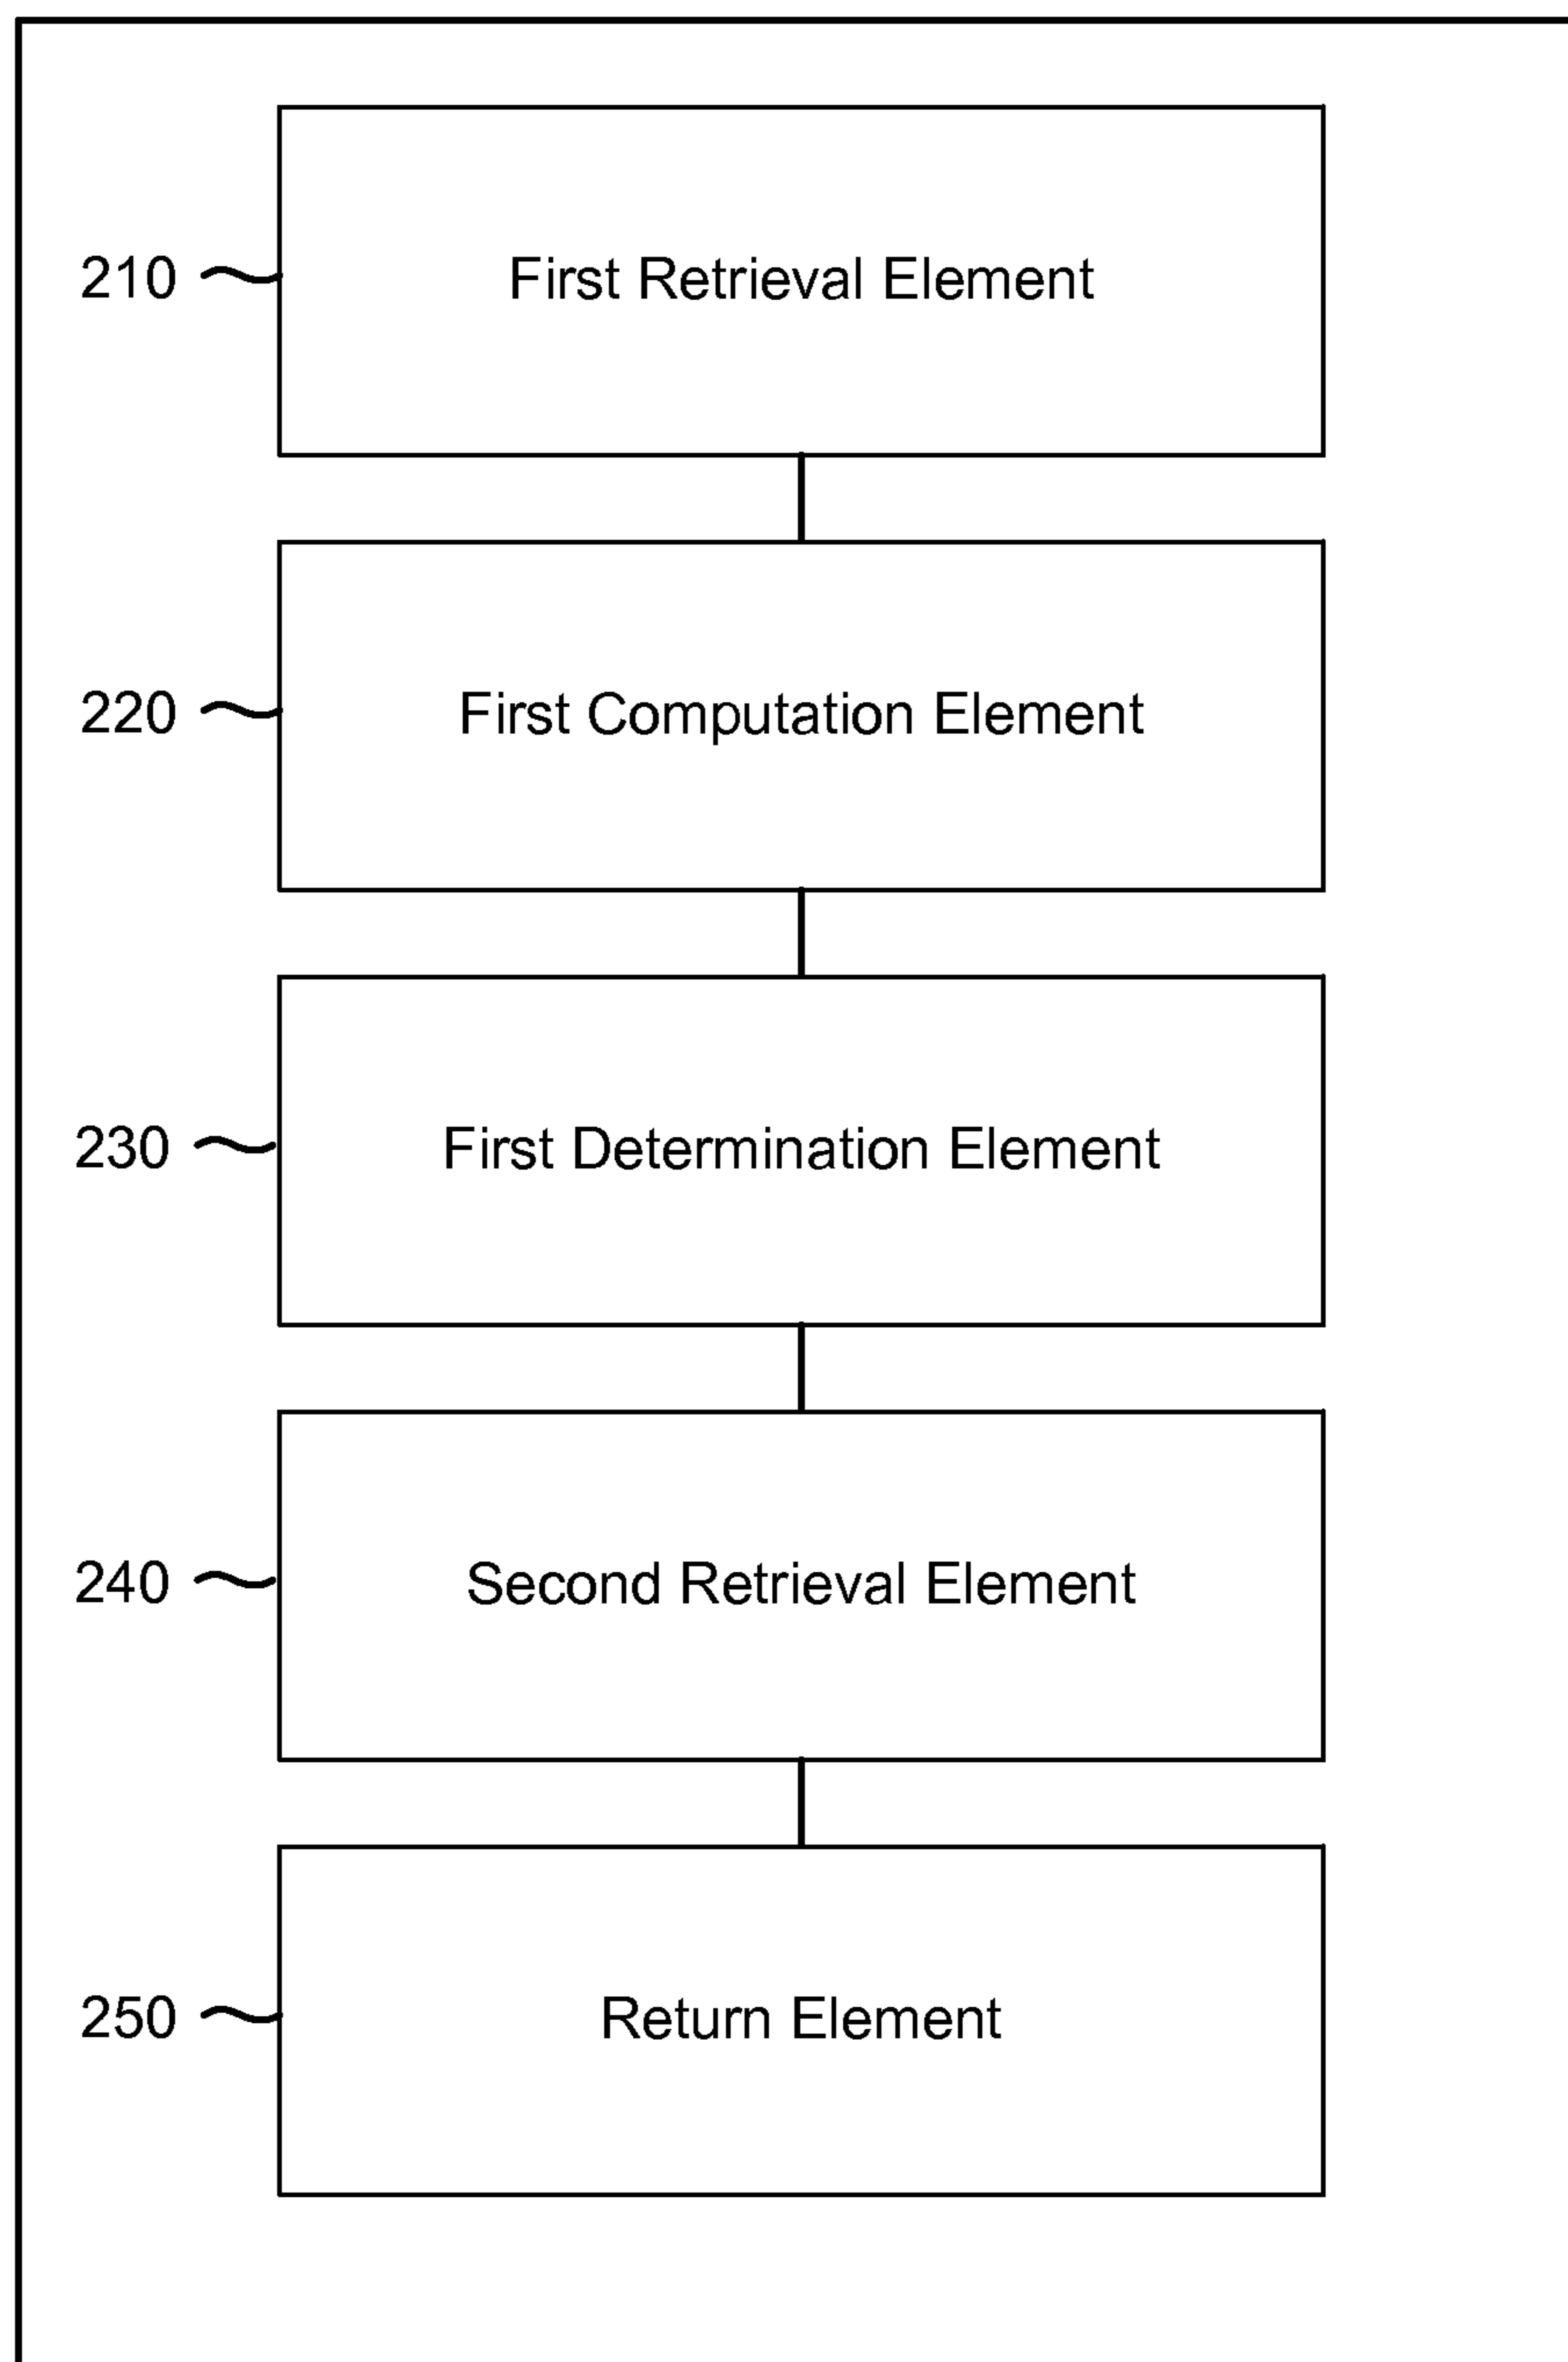 210 First Retrieval Element
220 First Computation Element
230 First Determination Element
240 Second Retrieval Element
250 Return Element